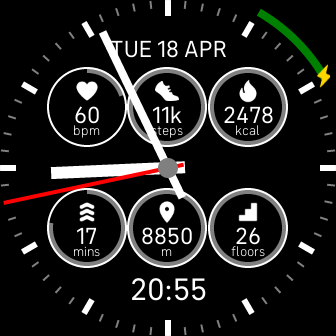 TUE 18 APR
60 11k 2478
bpm steps kcal
17 8850 26
mins m floors
20:55